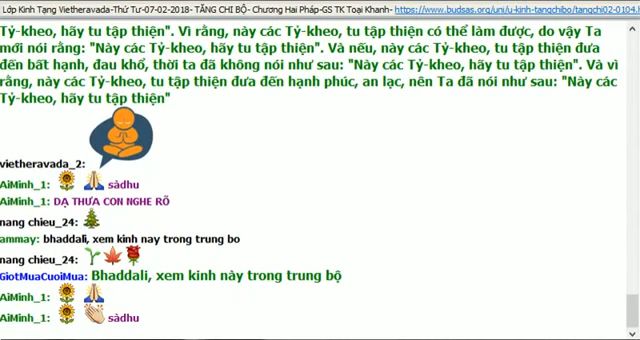 Lớp Kinh Tạng Vietheravada-Thứ Tư-07-02-2018- TĂNG CHI BỘ- Chương Hai Pháp-GS TK Toại Khanh- https://www.budsas.org/uni/u-kinh-tangchibo/tangchi02-0104.h
Tỷ-kheo, hãy tu tập thiện". Vì rằng, này các Tỷ-kheo, tu tập thiện có thể làm được, do vậy Ta
mới nói rằng: "Này các Tỷ-kheo, hãy tu tập thiện". Và nếu, này các Tỷ-kheo, tu tập thiện đưa
đến bất hạnh, đau khổ, thời ta đã không nói như sau: "Này các Tỷ-kheo, hãy tu tập thiện". Và vì
rằng, này các Tỷ-kheo, tu tập thiện đưa đến hạnh phúc, an lạc, nên Ta đã nói như sau: "Này các
Tỷ-kheo, hãy tu tập thiện"
vietheravada_2:
AiMinh_1: sàdhu
AiMinh_1: DẠ THƯA CON NGHE RÕ
nang chieu_24:
ammay: bhaddali, xem kinh nay trong trung bo
nang chieu_24:
GiotMuaCuoiMua: Bhaddali, xem kinh này trong trung bộ
AiMinh_1:
AiMinh_1: sàdhu